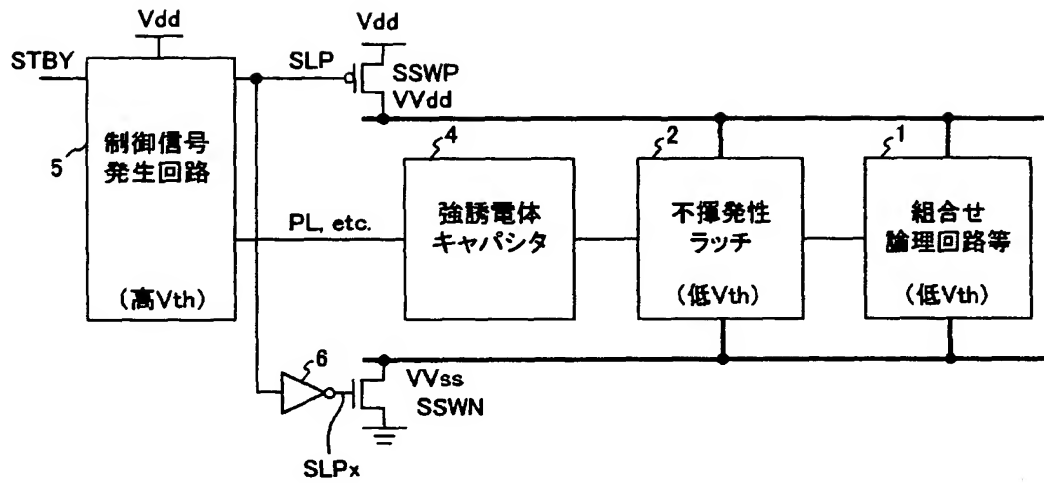 Vdd
Vdd
STBY
SLP
SSWP
VVdd
5
制御信号
発生回路
(高Vth)
PL, etc.
4
強誘電体
キャパシタ
2
不揮発性
ラッチ
(低Vth)
1
組合せ
論理回路等
(低Vth)
6
VVss
SSWN
SLPx